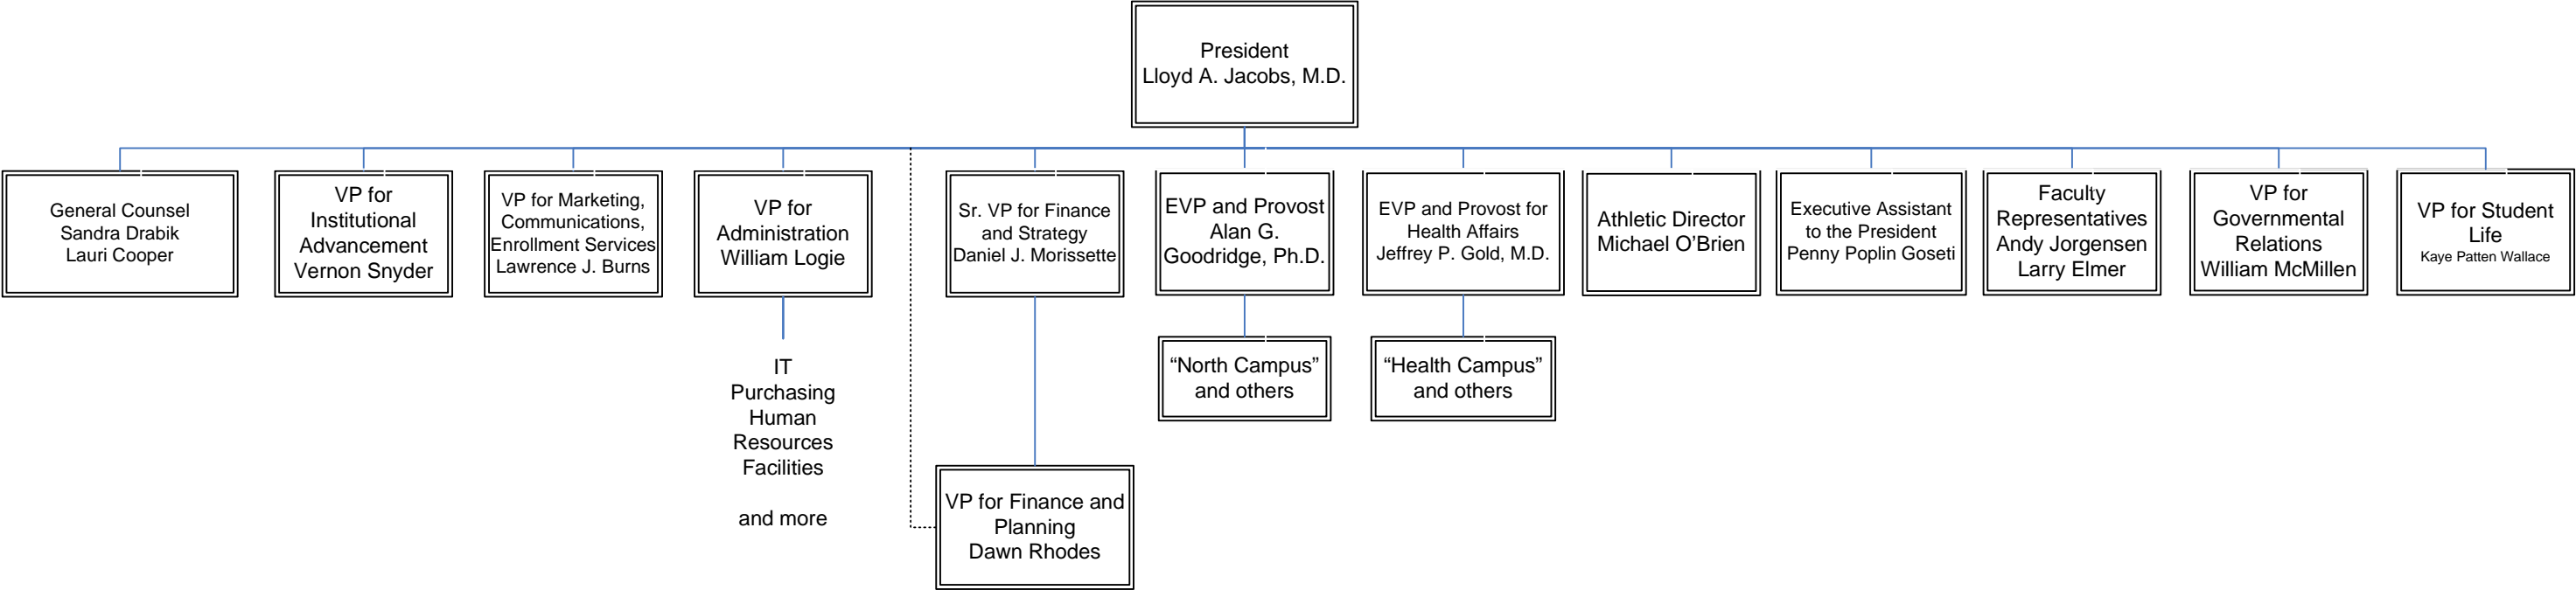 President
Lloyd A. Jacobs, M.D.
General Counsel
Sandra Drabik
Lauri Cooper
VP for
Institutional
Advancement
Vernon Snyder
VP for Marketing,
Communications,
Enrollment Services
Lawrence J. Burns
VP for
Administration
William Logie
Sr. VP for Finance
and Strategy
Daniel J. Morissette
EVP and Provost
Alan G.
Goodridge, Ph.D.
EVP and Provost for
Health Affairs
Jeffrey P. Gold, M.D.
Athletic Director
Michael O’Brien
Executive Assistant
to the President
Penny Poplin Goseti
Faculty
Representatives
Andy Jorgensen
Larry Elmer
VP for
Governmental
Relations
William McMillen
VP for Student
Life
Kaye Patten Wallace
IT
Purchasing
Human
Resources
Facilities
and more
“North Campus”
and others
“Health Campus”
and others
VP for Finance and
Planning
Dawn Rhodes